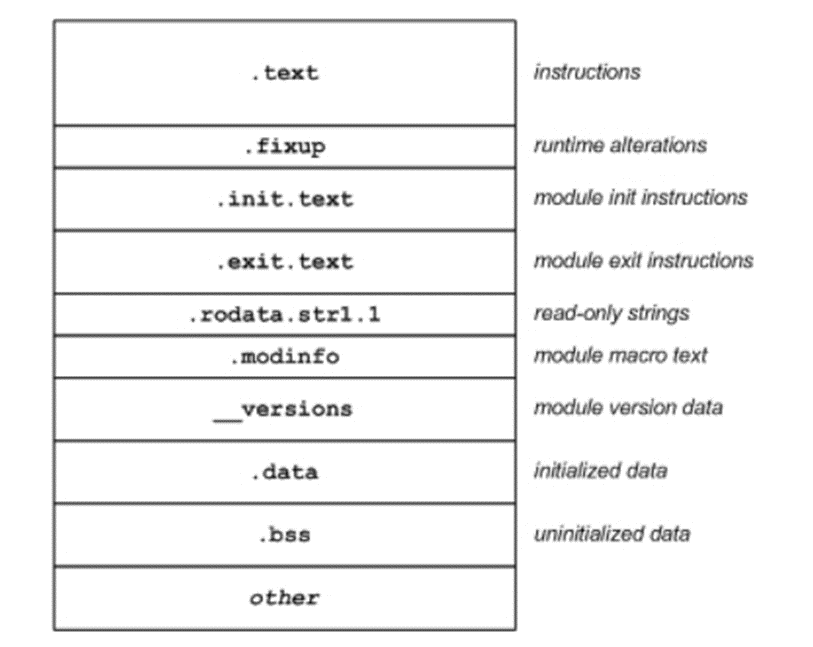 .text instructions
.fixup runtime alterations
.init.text module init instructions
.exit.text module exit instructions
.rodata.str1.1 read-only strings
.modinfo module macro text
__versions module version data
.data initialized data
.bss uninitialized data
other